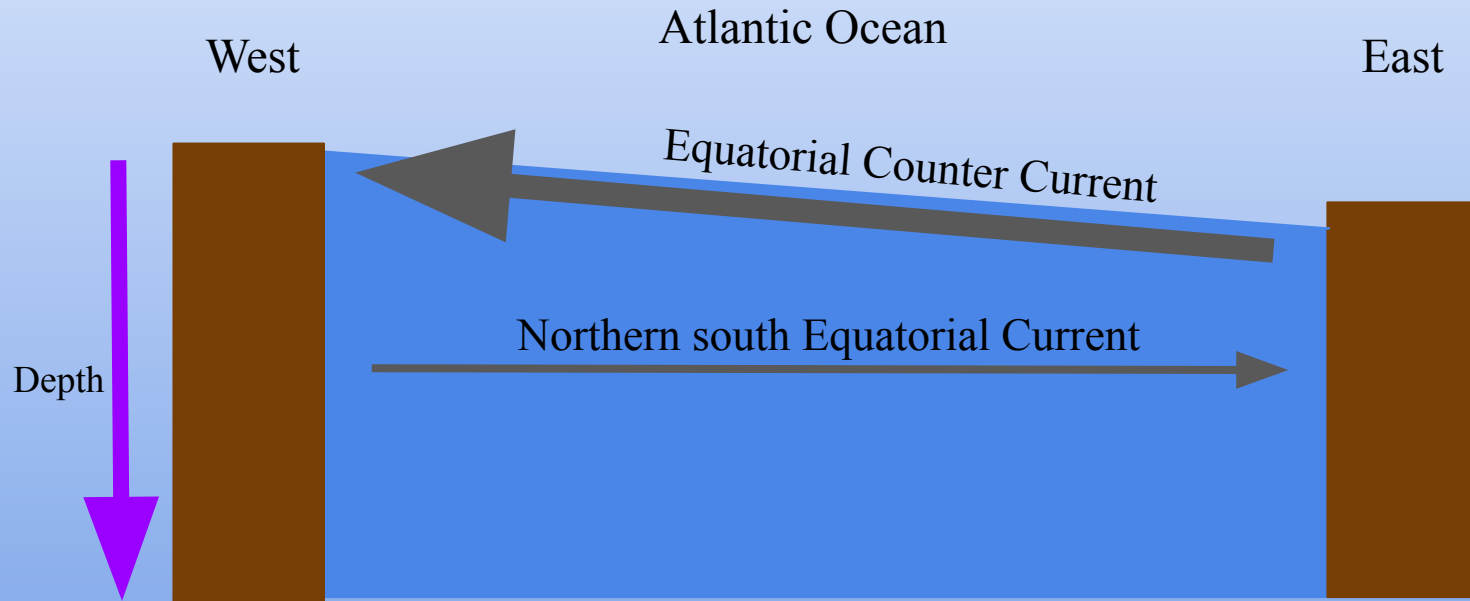 Atlantic Ocean
West
East
Equatorial Counter Current
Northern south Equatorial Current
Depth